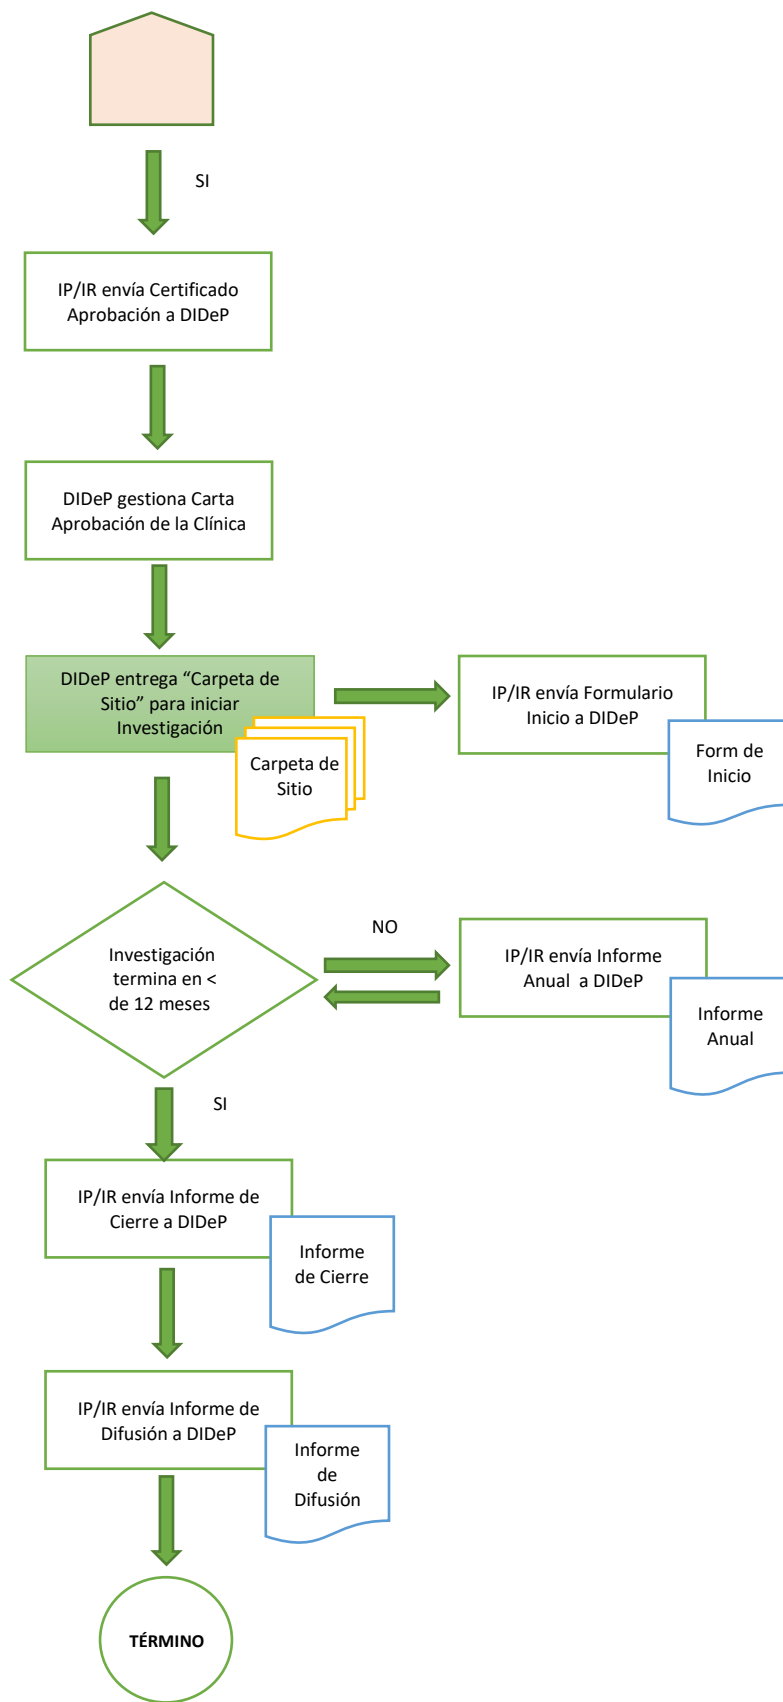 SI
IP/IR envía Certificado
Aprobación a DIDeP
DIDeP gestiona Carta
Aprobación de la Clínica
DIDeP entrega “Carpeta de
Sitio” para iniciar
Investigación
Carpeta de
Sitio
IP/IR envía Formulario
Inicio a DIDeP
Form de
Inicio
Investigación
termina en <
de 12 meses
NO
IP/IR envía Informe
Anual a DIDeP
Informe
Anual
SI
IP/IR envía Informe de
Cierre a DIDeP
Informe
de Cierre
IP/IR envía Informe de
Difusión a DIDeP
Informe
de
Difusión
TÉRMINO